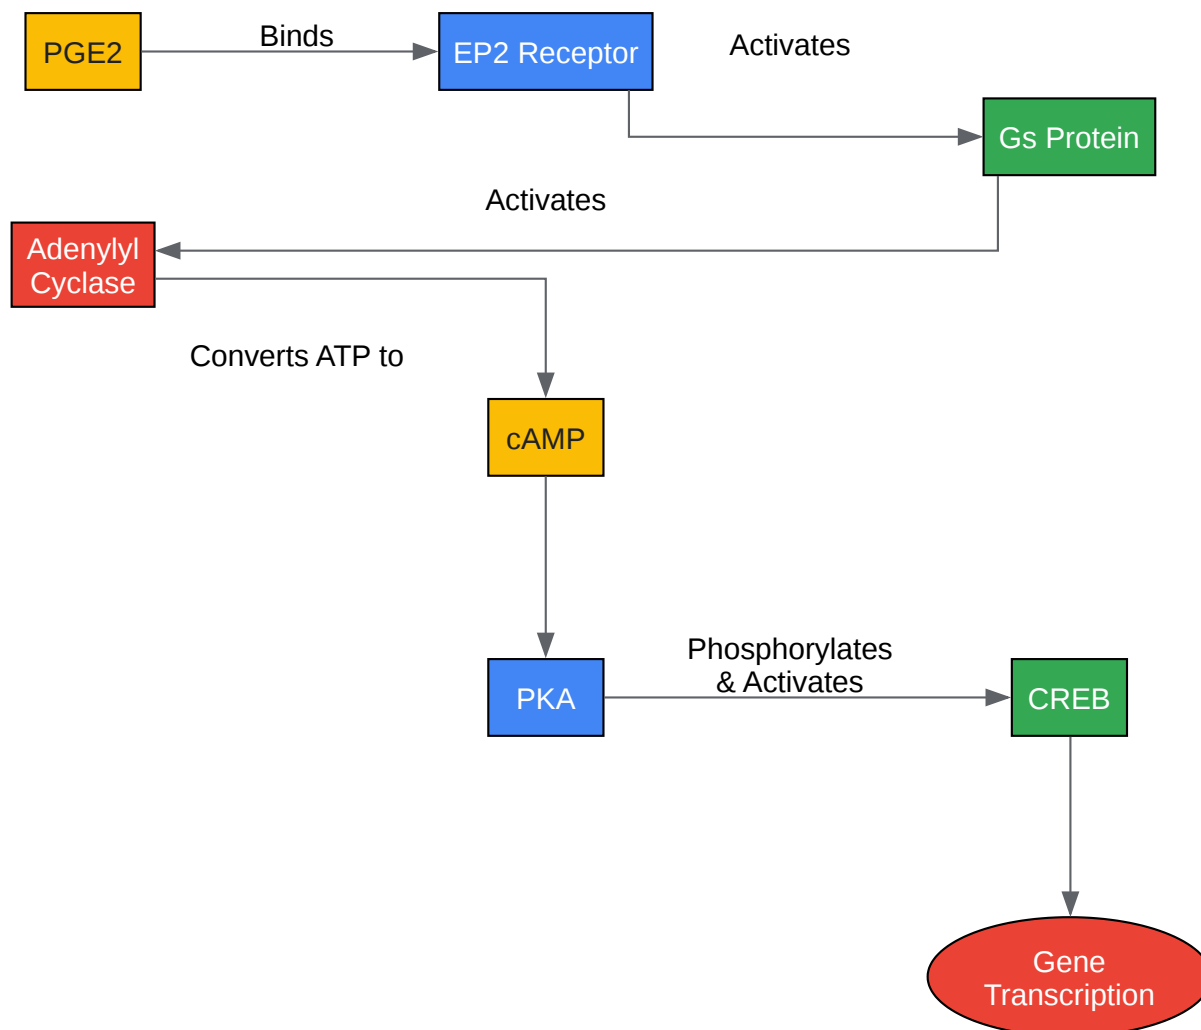 PGE2
Binds
EP2 Receptor
Activates
Gs Protein
Activates
Adenylyl
Cyclase
Converts ATP to
cAMP
PKA
Phosphorylates
& Activates
CREB
Gene
Transcription